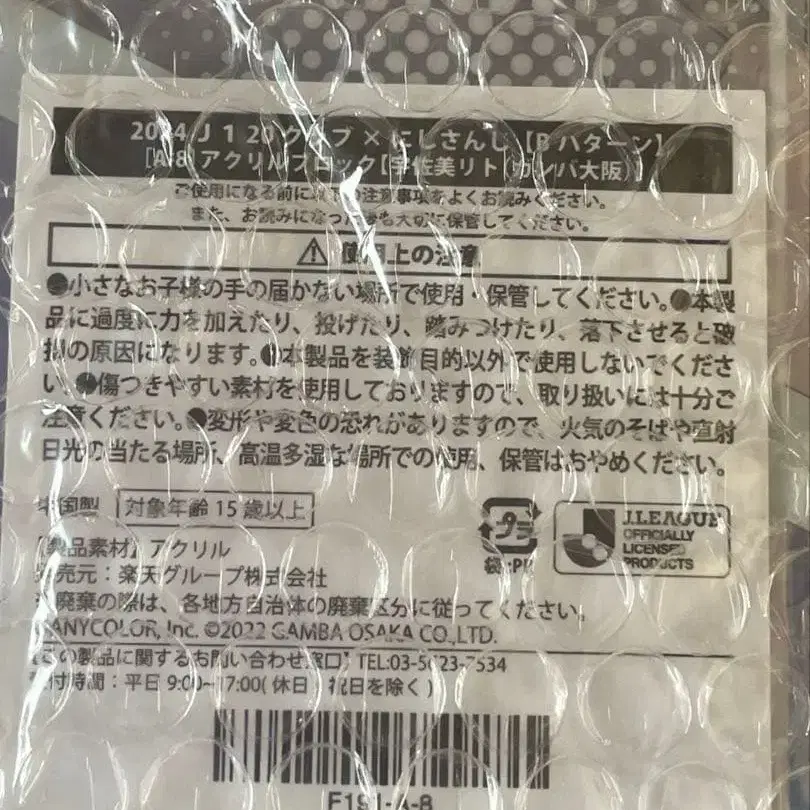 2024 J1 20クラブ×にじさんじ【Bパターン】
[A-8]アクリルブロック【宇佐美リト(ガンバ大阪)】
ご使用になる前に以下の注意事項をよくお読みください。
また、お読みになった後も大切に保管してください。
⚠ 使用上の注意
●小さなお子様の手の届かない場所で使用・保管してください。●本製
品に過度に力を加えたり、投げたり、踏みつけたり、落下させると破
損の原因になります。●本製品を装飾目的以外で使用しないでくださ
い。●傷つきやすい素材を使用しておりますので、取り扱いには十分ご
注意ください。●変形や変色の恐れがありますので、火気のそばや直射
日光の当たる場所、高温多湿な場所での使用、保管はおやめください。
中国製 対象年齢15歳以上
プラ
袋:PP
J.LEAGUE
OFFICIALLY
LICENSED
PRODUCTS
【製品素材】アクリル
発売元:楽天グループ株式会社
※廃棄の際は、各地方自治体の廃棄区分に従ってください。
©ANYCOLOR, Inc. ©2022 GAMBA OSAKA CO.,LTD.
【この製品に関するお問い合わせ窓口】TEL:03-5623-7534
受付時間:平日9:00~17:00(休日・祝日を除く)
F191-A-8